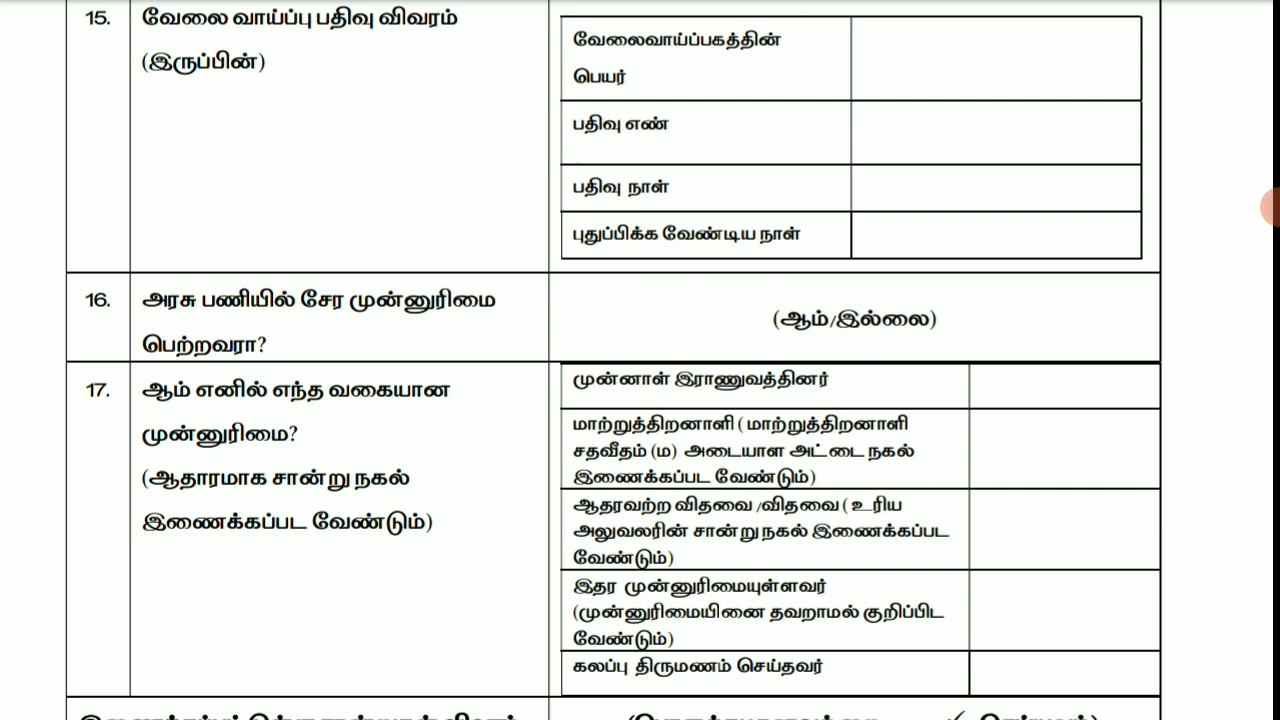 15.
வேலை வாய்ப்பு பதிவு விவரம்
(இருப்பின்)
வேலைவாய்ப்பகத்தின்
பெயர்
பதிவு எண்
பதிவு நாள்
புதுப்பிக்க வேண்டிய நாள்
16.
அரசு பணியில் சேர முன்னுரிமை
பெற்றவரா?
(ஆம்/இல்லை)
17.
ஆம் எனில் எந்த வகையான
முன்னுரிமை?
(ஆதாரமாக சான்று நகல்
இணைக்கப்பட வேண்டும்)
முன்னாள் இராணுவத்தினர்
மாற்றுத்திறனாளி ( மாற்றுத்திறனாளி
சதவீதம் (ம) அடையாள அட்டை நகல்
இணைக்கப்பட வேண்டும்)
ஆதரவற்ற விதவை /விதவை ( உரிய
அலுவலரின் சான்று நகல் இணைக்கப்பட
வேண்டும்)
இதர முன்னுரிமையுள்ளவர்
(முன்னுரிமையினை தவறாமல் குறிப்பிட
வேண்டும்)
கலப்பு திருமணம் செய்தவர்